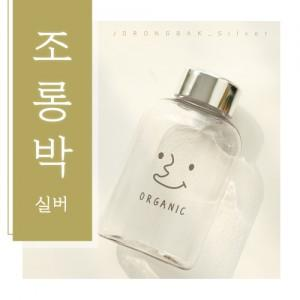 조롱박
실버
JORONGBAK_Silver
ORGANIC